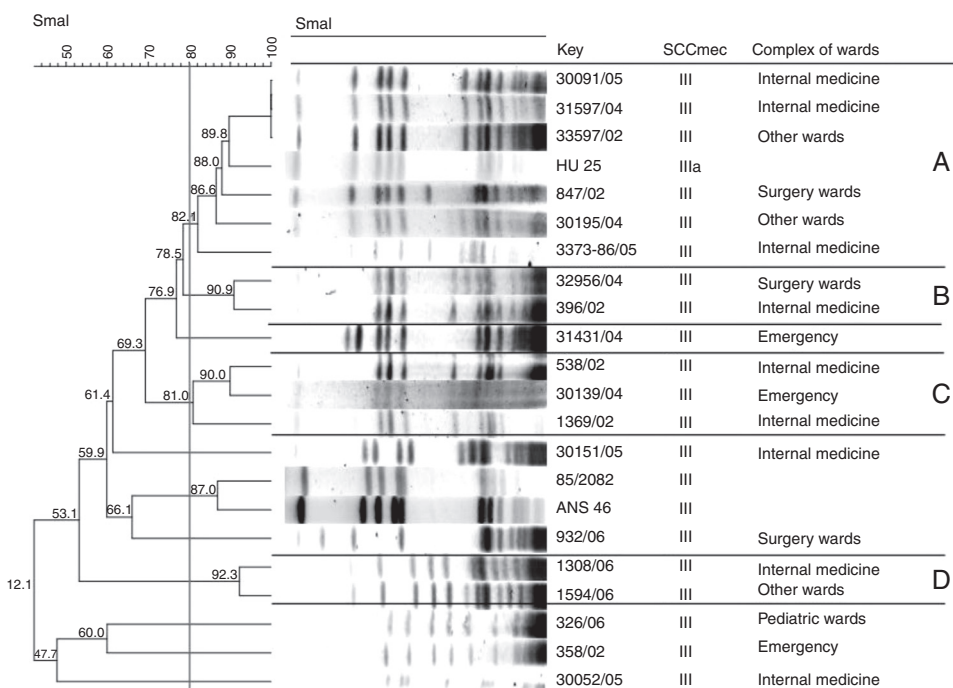 SmaI
SmaI
50 60 70 80 90 100
Key SCCmec Complex of wards
30091/05 III Internal medicine
31597/04 III Internal medicine
89.8 33597/02 III Other wards
88.0 HU 25 IIIa A
86.6 847/02 III Surgery wards
82.1 30195/04 III Other wards
78.5 3373-86/05 III Internal medicine
76.9 90.9 32956/04 III Surgery wards B
396/02 III Internal medicine
69.3 31431/04 III Emergency
90.0 538/02 III Internal medicine
61.4 81.0 30139/04 III Emergency C
1369/02 III Internal medicine
59.9 30151/05 III Internal medicine
87.0 85/2082 III
53.1 66.1 ANS 46 III
932/06 III Surgery wards
12.1 92.3 1308/06 III Internal medicine D
1594/06 III Other wards
60.0 326/06 III Pediatric wards
47.7 358/02 III Emergency
30052/05 III Internal medicine